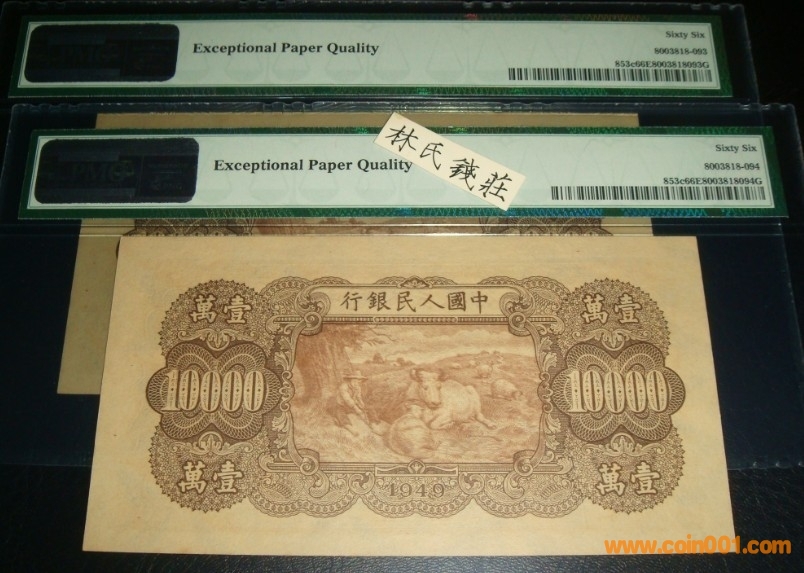 Exceptional Paper Quality
Sixty Six
8003818-093
853c66E8003818093G
Exceptional Paper Quality
Sixty Six
8003818-094
853c66E8003818094G
林氏錢莊
行銀民人國中
萬壹
萬壹
10000
10000
萬壹
萬壹
1949
www.coin001.com